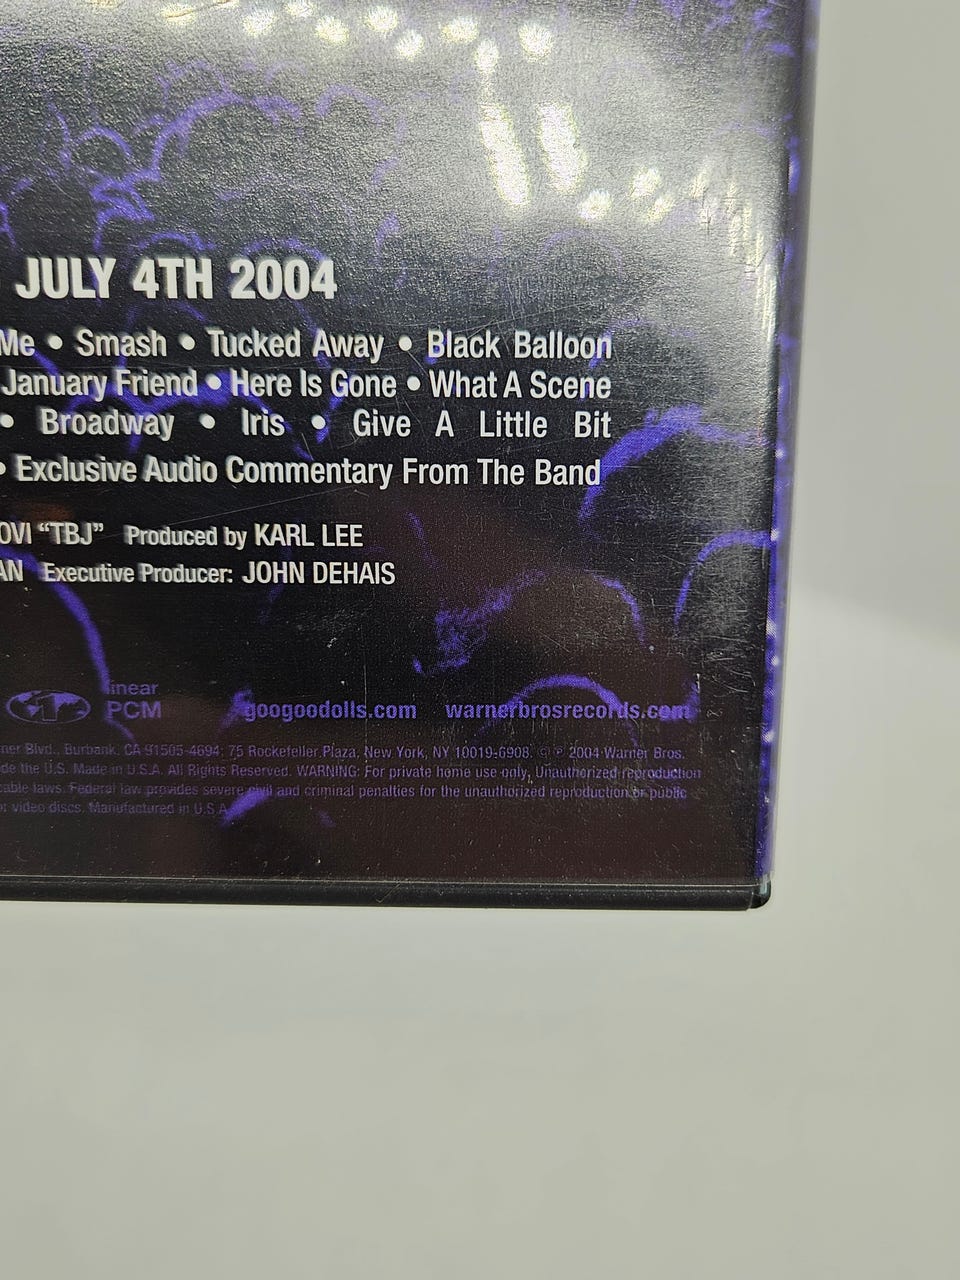 JULY 4TH 2004
Me • Smash • Tucked Away • Black Balloon
January Friend • Here Is Gone • What A Scene
• Broadway • Iris • Give A Little Bit
• Exclusive Audio Commentary From The Band
OVI “TBJ” Produced by KARL LEE
AN Executive Producer: JOHN DEHAIS
inear
PCM
googoodolls.com warnerbrosrecords.com
ner Blvd., Burbank, CA 91505-4694; 75 Rockefeller Plaza, New York, NY 10019-6908. © ℗ 2004 Warner Bros.
de the U.S. Made in U.S.A. All Rights Reserved. WARNING: For private home use only, Unauthorized reproduction
cable laws. Federal law provides severe civil and criminal penalties for the unauthorized reproduction or public
or video discs. Manufactured in U.S.A.